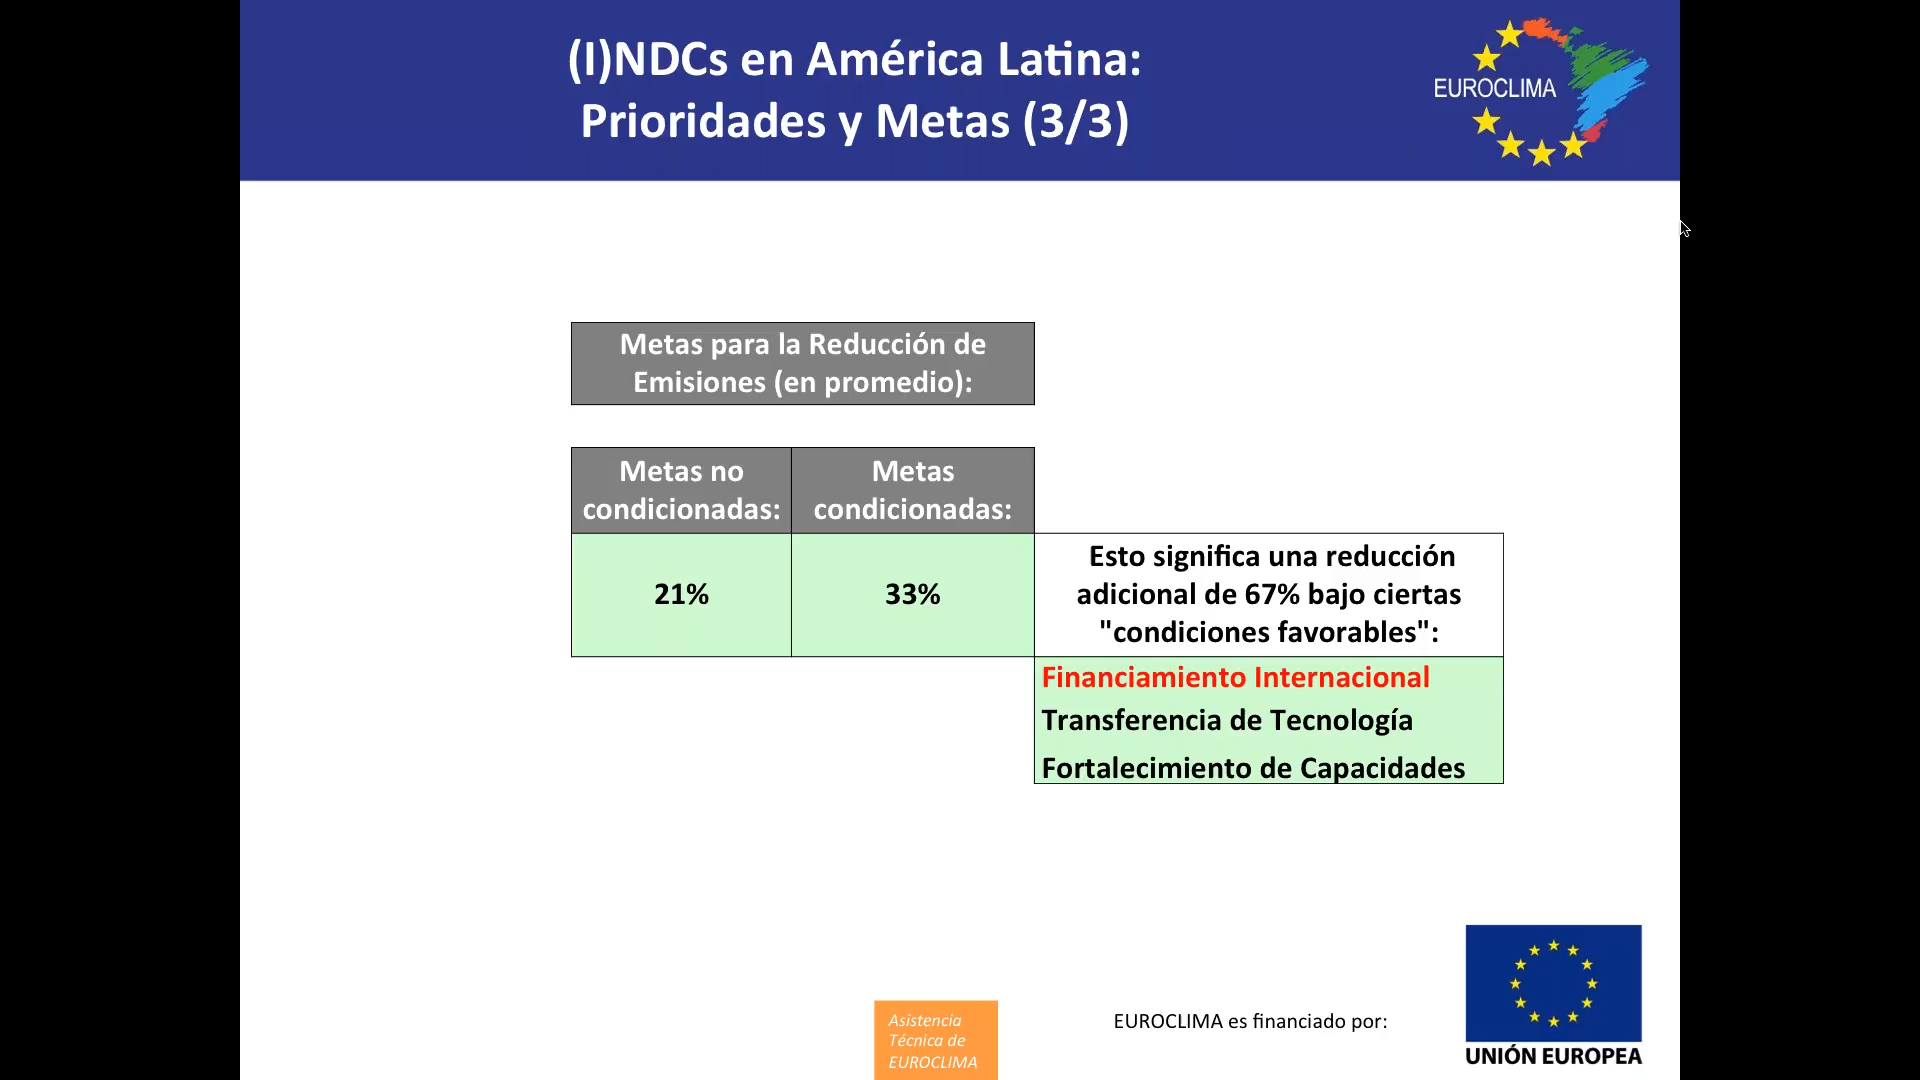 (I)NDCs en América Latina:
Prioridades y Metas (3/3)
EUROCLIMA
Metas para la Reducción de
Emisiones (en promedio):
Metas no
condicionadas:
Metas
condicionadas:
21%
33%
Esto significa una reducción
adicional de 67% bajo ciertas
"condiciones favorables":
Financiamiento Internacional
Transferencia de Tecnología
Fortalecimiento de Capacidades
Asistencia
Técnica de
EUROCLIMA
EUROCLIMA es financiado por:
UNIÓN EUROPEA